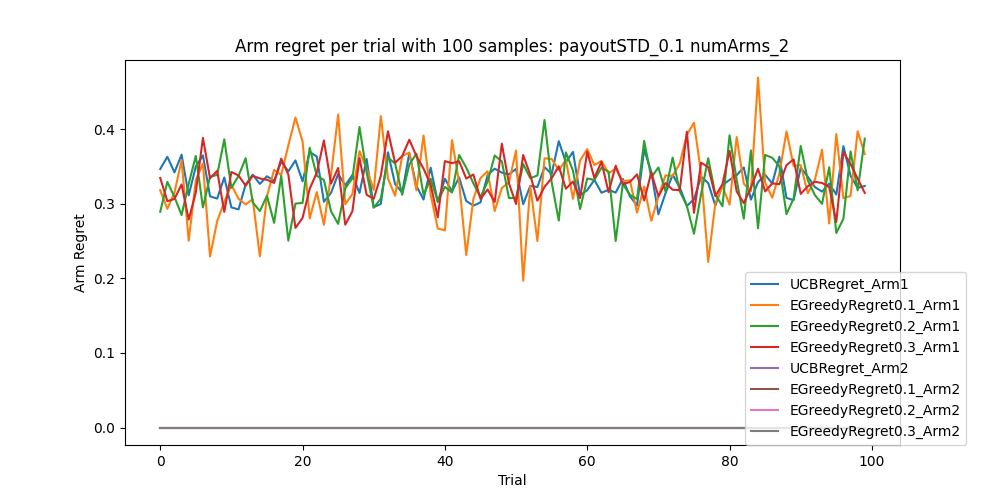 Arm regret per trial with 100 samples: payoutSTD_0.1 numArms_2
Arm Regret
0.4
0.3
0.2
0.1
0.0
UCBRegret_Arm1
EGreedyRegret0.1_Arm1
EGreedyRegret0.2_Arm1
EGreedyRegret0.3_Arm1
UCBRegret_Arm2
EGreedyRegret0.1_Arm2
EGreedyRegret0.2_Arm2
EGreedyRegret0.3_Arm2
0 20 40 60 80 100
Trial